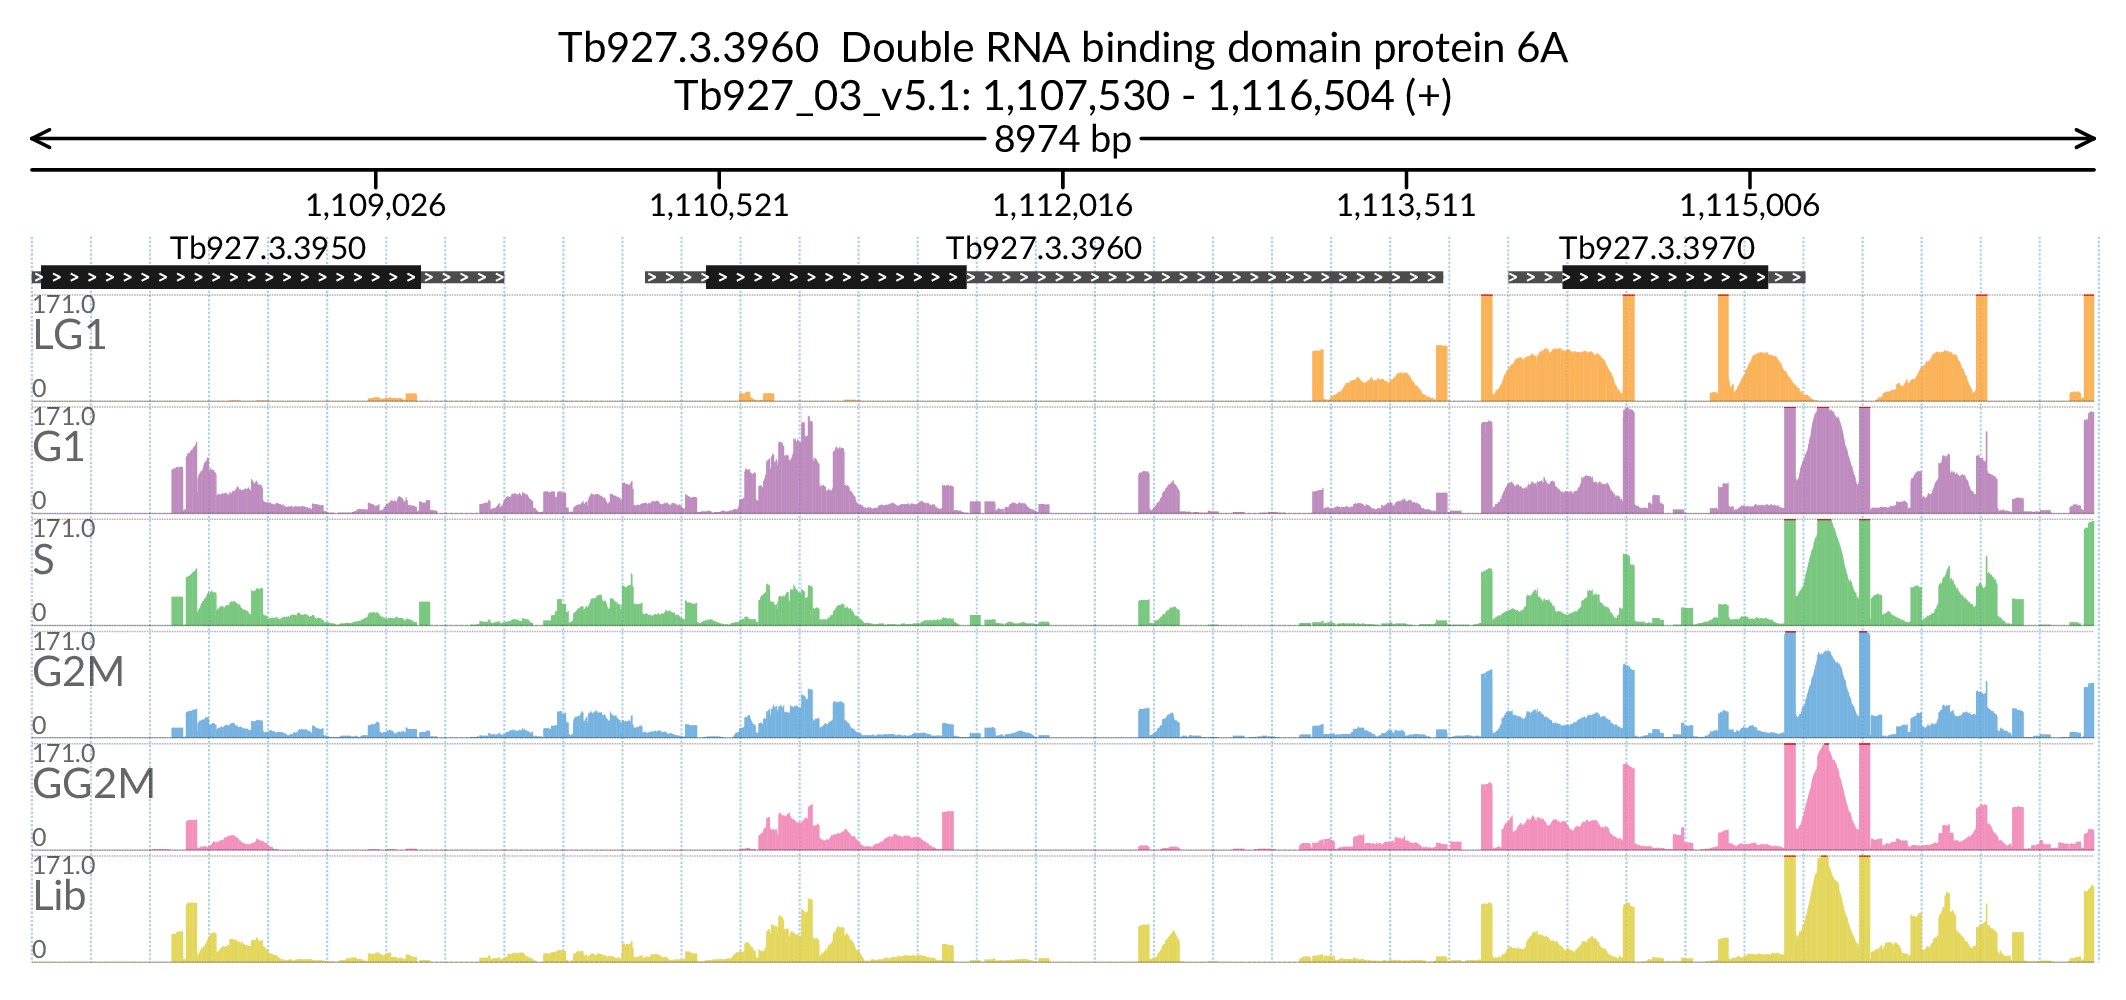 Tb927.3.3960  Double RNA binding domain protein 6A
Tb927_03_v5.1: 1,107,530 - 1,116,504 (+)
8974 bp
1,109,026 1,110,521 1,112,016 1,113,511 1,115,006
Tb927.3.3950 Tb927.3.3960 Tb927.3.3970
171.0
LG1
0
171.0
G1
0
171.0
S
0
171.0
G2M
0
171.0
GG2M
0
171.0
Lib
0